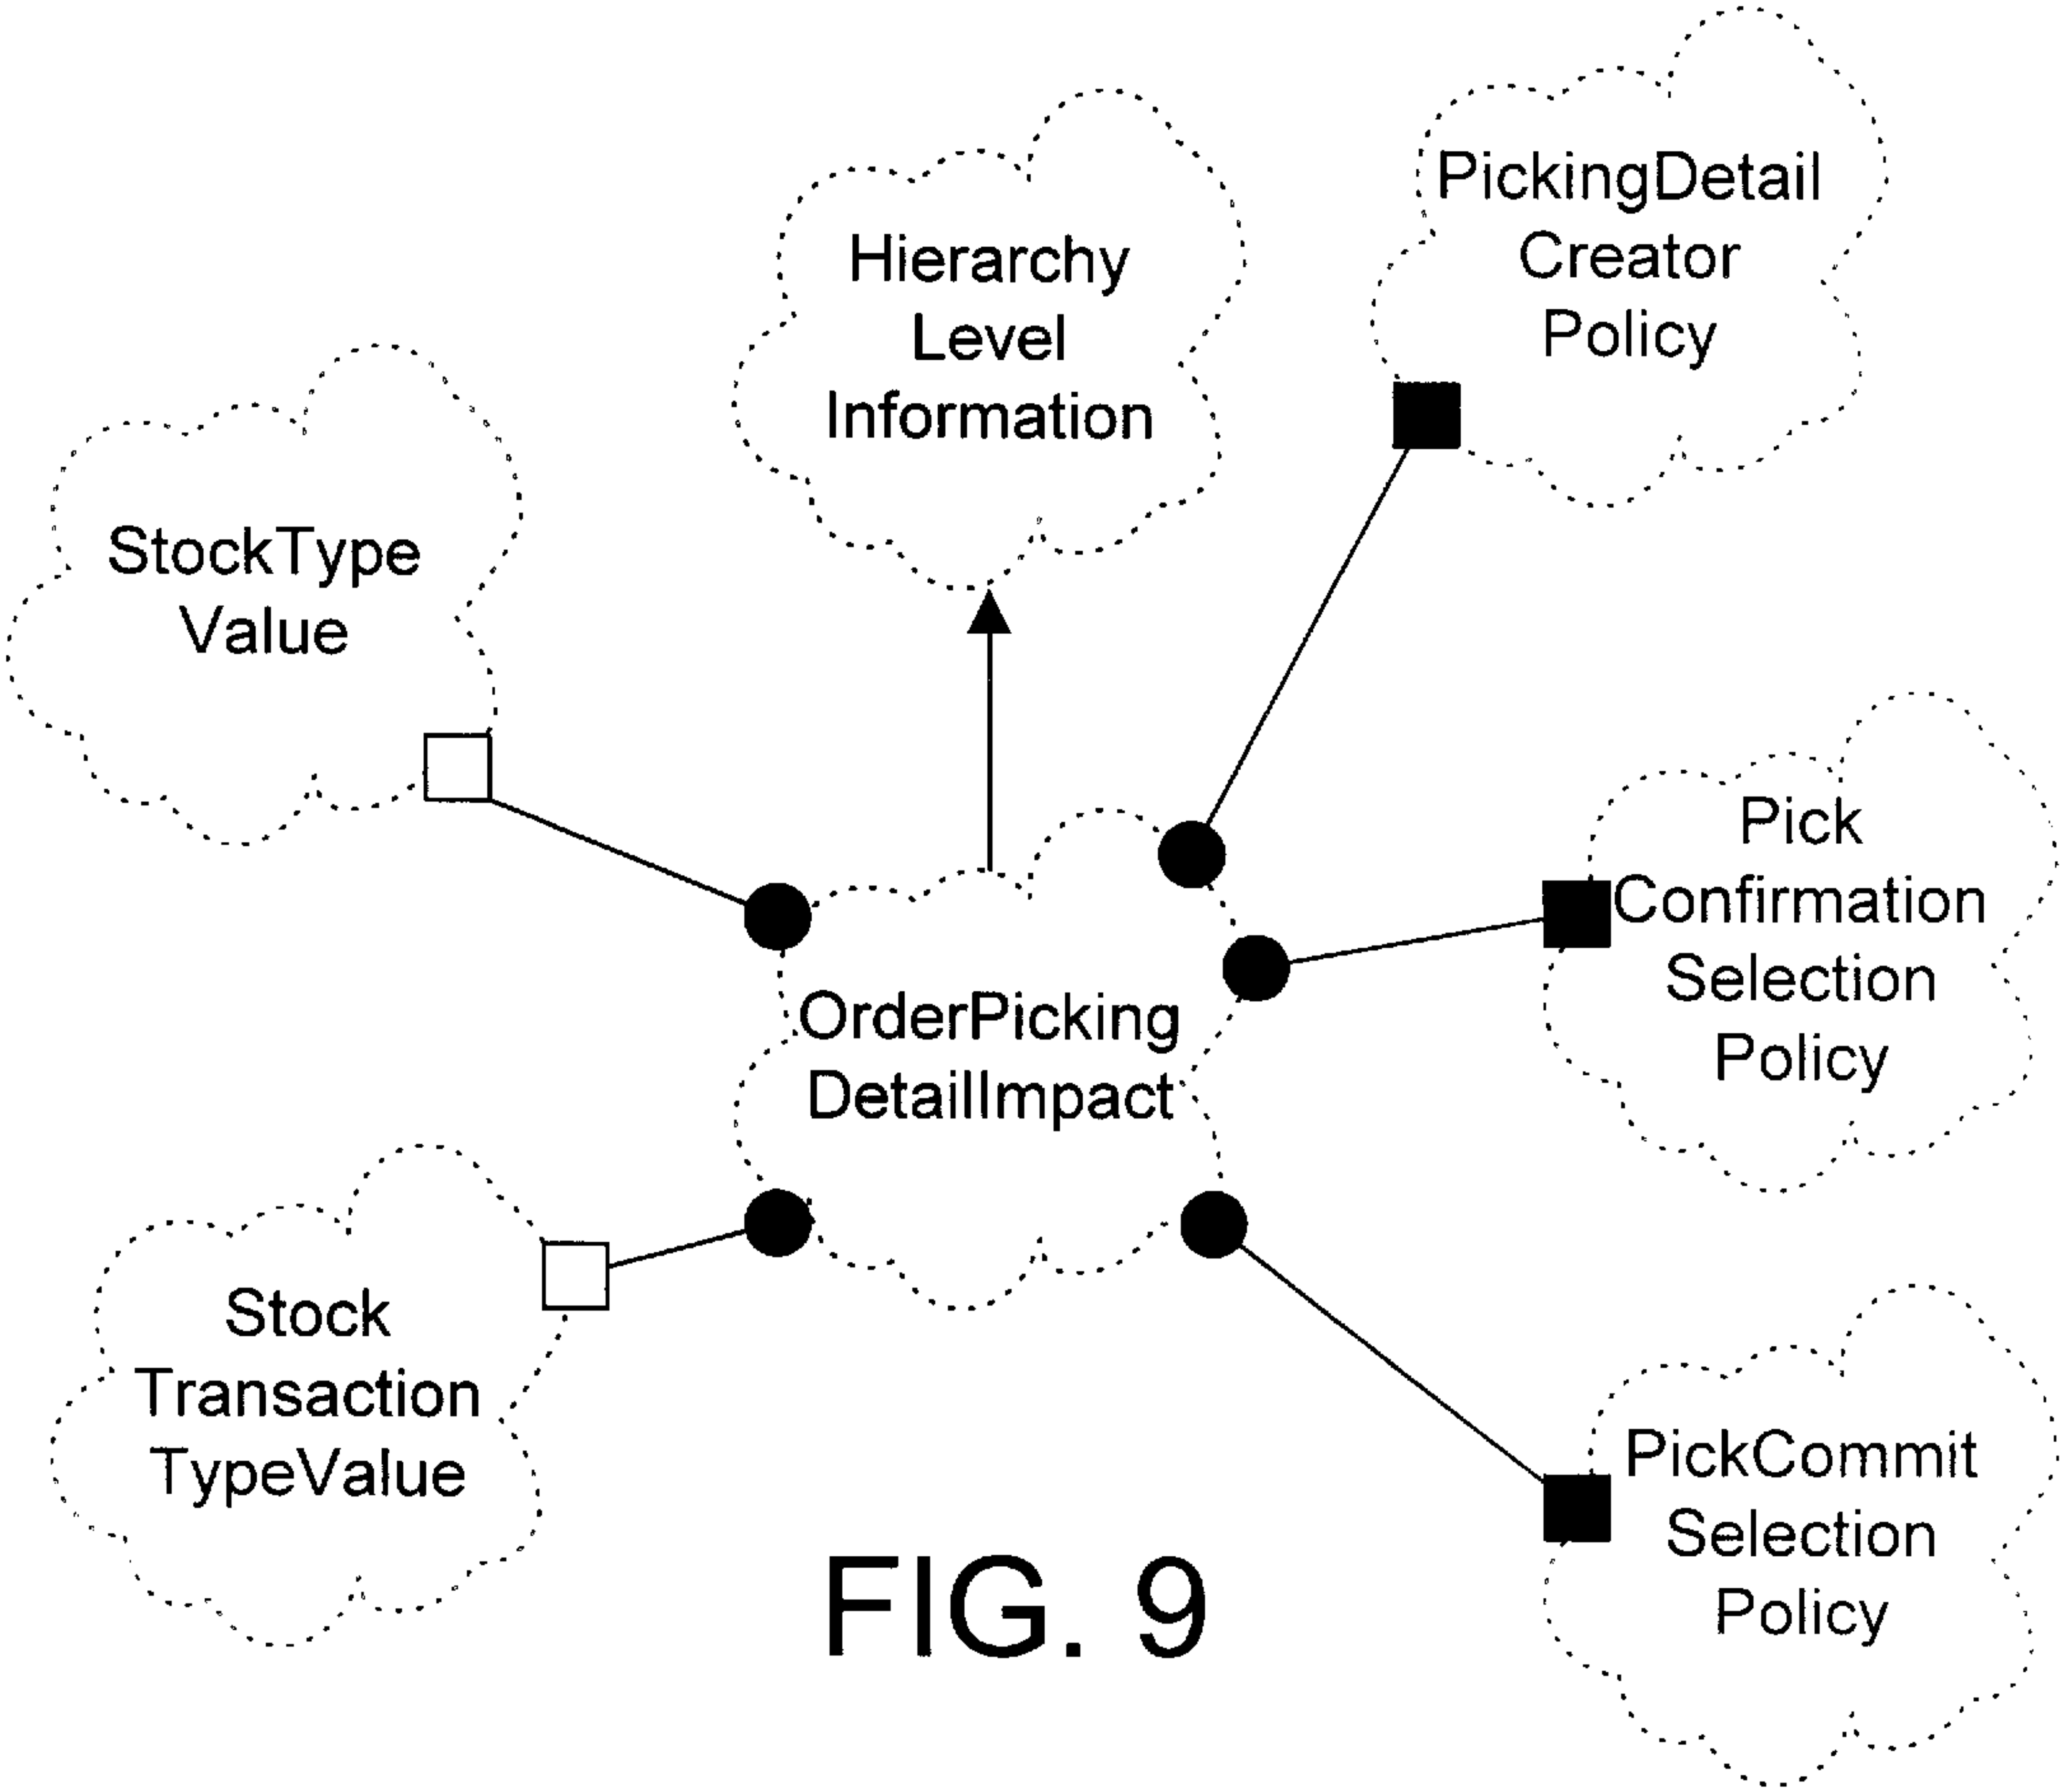 PickingDetail
Creator
Policy
Hierarchy
Level
Information
StockType
Value
Pick
Confirmation
Selection
Policy
OrderPicking
DetailImpact
Stock
Transaction
TypeValue
PickCommit
Selection
Policy
FIG. 9